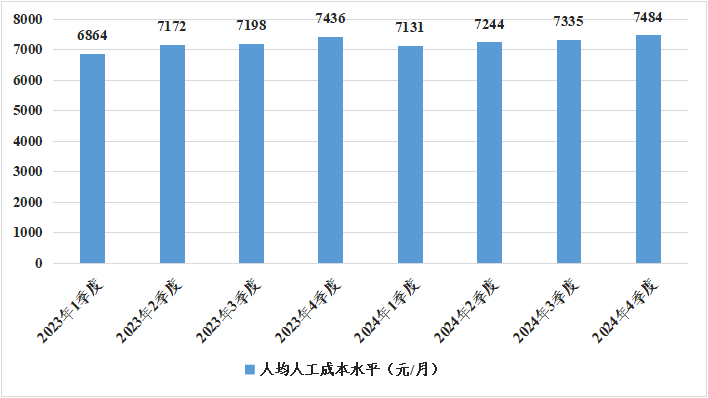 8000
7000
6000
5000
4000
3000
2000
1000
0
6864
7172
7198
7436
7131
7244
7335
7484
2023年1季度
2023年2季度
2023年3季度
2023年4季度
2024年1季度
2024年2季度
2024年3季度
2024年4季度
人均人工成本水平（元/月）